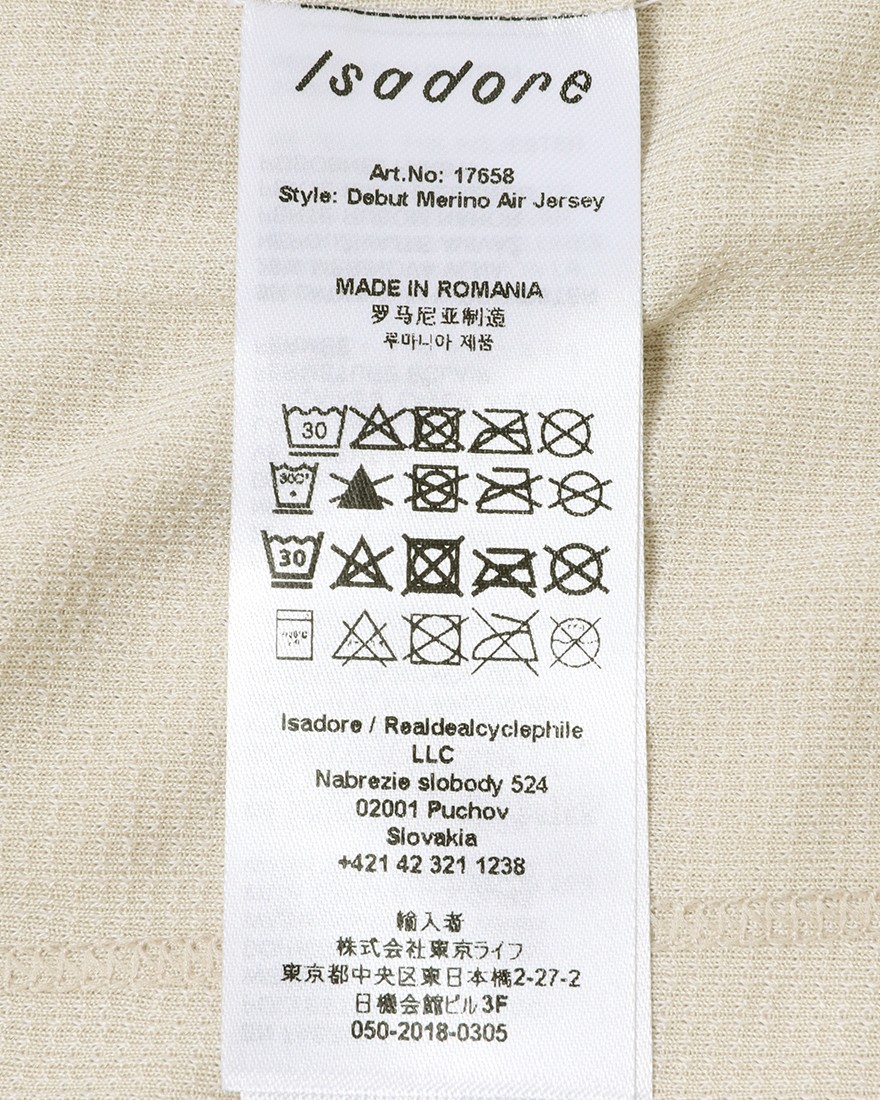 Isadore
Art.No: 17658
Style: Debut Merino Air Jersey
MADE IN ROMANIA
罗马尼亚制造
루마니아 제품
30
30C
30
Isadore / Realdealcyclephile
LLC
Nabrezie slobody 524
02001 Puchov
Slovakia
+421 42 321 1238
輸入者
株式会社東京ライフ
東京都中央区東日本橋2-27-2
日機会館ビル3F
050-2018-0305